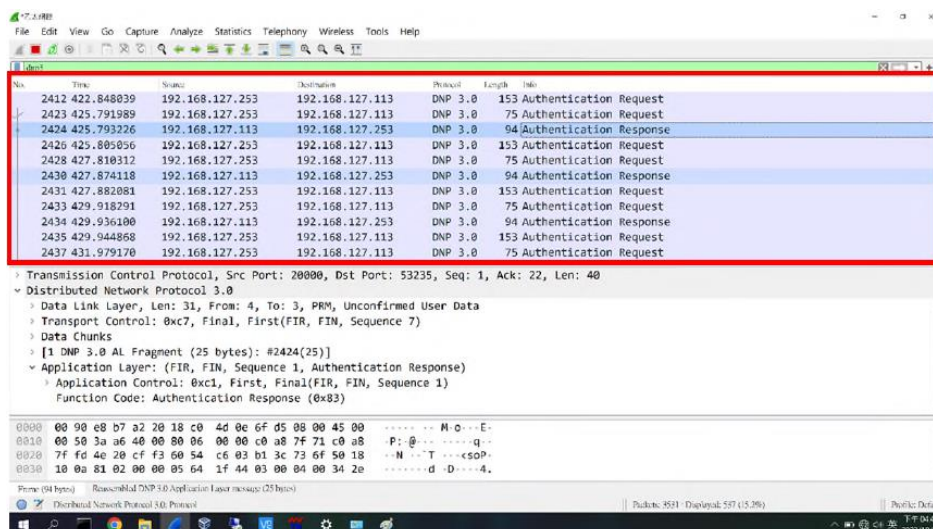 File Edit View Go Capture Analyze Statistics Telephony Wireless Tools Help
dnp3
No. Time Source Destination Protocol Length Info
2412 422.848039 192.168.127.253 192.168.127.113 DNP 3.0 153 Authentication Request
2423 425.791989 192.168.127.253 192.168.127.113 DNP 3.0 75 Authentication Request
2424 425.793226 192.168.127.113 192.168.127.253 DNP 3.0 94 Authentication Response
2426 425.805056 192.168.127.253 192.168.127.113 DNP 3.0 153 Authentication Request
2428 427.810312 192.168.127.253 192.168.127.113 DNP 3.0 75 Authentication Request
2430 427.874118 192.168.127.113 192.168.127.253 DNP 3.0 94 Authentication Response
2431 427.882081 192.168.127.253 192.168.127.113 DNP 3.0 153 Authentication Request
2433 429.918291 192.168.127.253 192.168.127.113 DNP 3.0 75 Authentication Request
2434 429.936100 192.168.127.113 192.168.127.253 DNP 3.0 94 Authentication Response
2435 429.944868 192.168.127.253 192.168.127.113 DNP 3.0 153 Authentication Request
2437 431.979170 192.168.127.253 192.168.127.113 DNP 3.0 75 Authentication Request
Transmission Control Protocol, Src Port: 20000, Dst Port: 53235, Seq: 1, Ack: 22, Len: 40
Distributed Network Protocol 3.0
Data Link Layer, Len: 31, From: 4, To: 3, PRM, Unconfirmed User Data
Transport Control: 0xc7, Final, First(FIR, FIN, Sequence 7)
Data Chunks
[1 DNP 3.0 AL Fragment (25 bytes): #2424(25)]
Application Layer: (FIR, FIN, Sequence 1, Authentication Response)
Application Control: 0xc1, First, Final(FIR, FIN, Sequence 1)
Function Code: Authentication Response (0x83)
0000 00 90 e8 b7 a2 20 18 c0 4d 0e 6f d5 08 00 45 00 ····· ·· M·o···E·
0010 00 50 3a a6 40 00 80 06 00 00 c0 a8 7f 71 c0 a8 ·P:·@··· ·····q··
0020 7f fd 4e 20 cf f3 60 54 c6 03 b1 3c 73 6f 50 18 ··N ··`T ···<soP·
0030 10 0a 81 02 00 00 05 64 1f 44 03 00 04 00 34 2e ·······d ·D····4.
Frame (94 bytes) Reassembled DNP 3.0 Application Layer message (25 bytes)
Distributed Network Protocol 3.0: Protocol Packets: 3531 · Displayed: 537 (15.2%) Profile:
英 下午 04